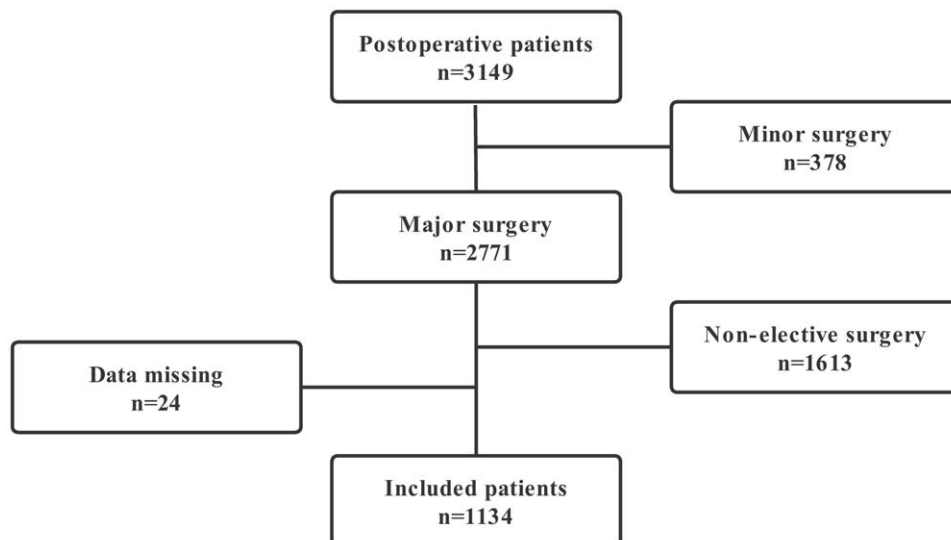 Postoperative patients
n=3149
Minor surgery
n=378
Major surgery
n=2771
Non-elective surgery
n=1613
Data missing
n=24
Included patients
n=1134